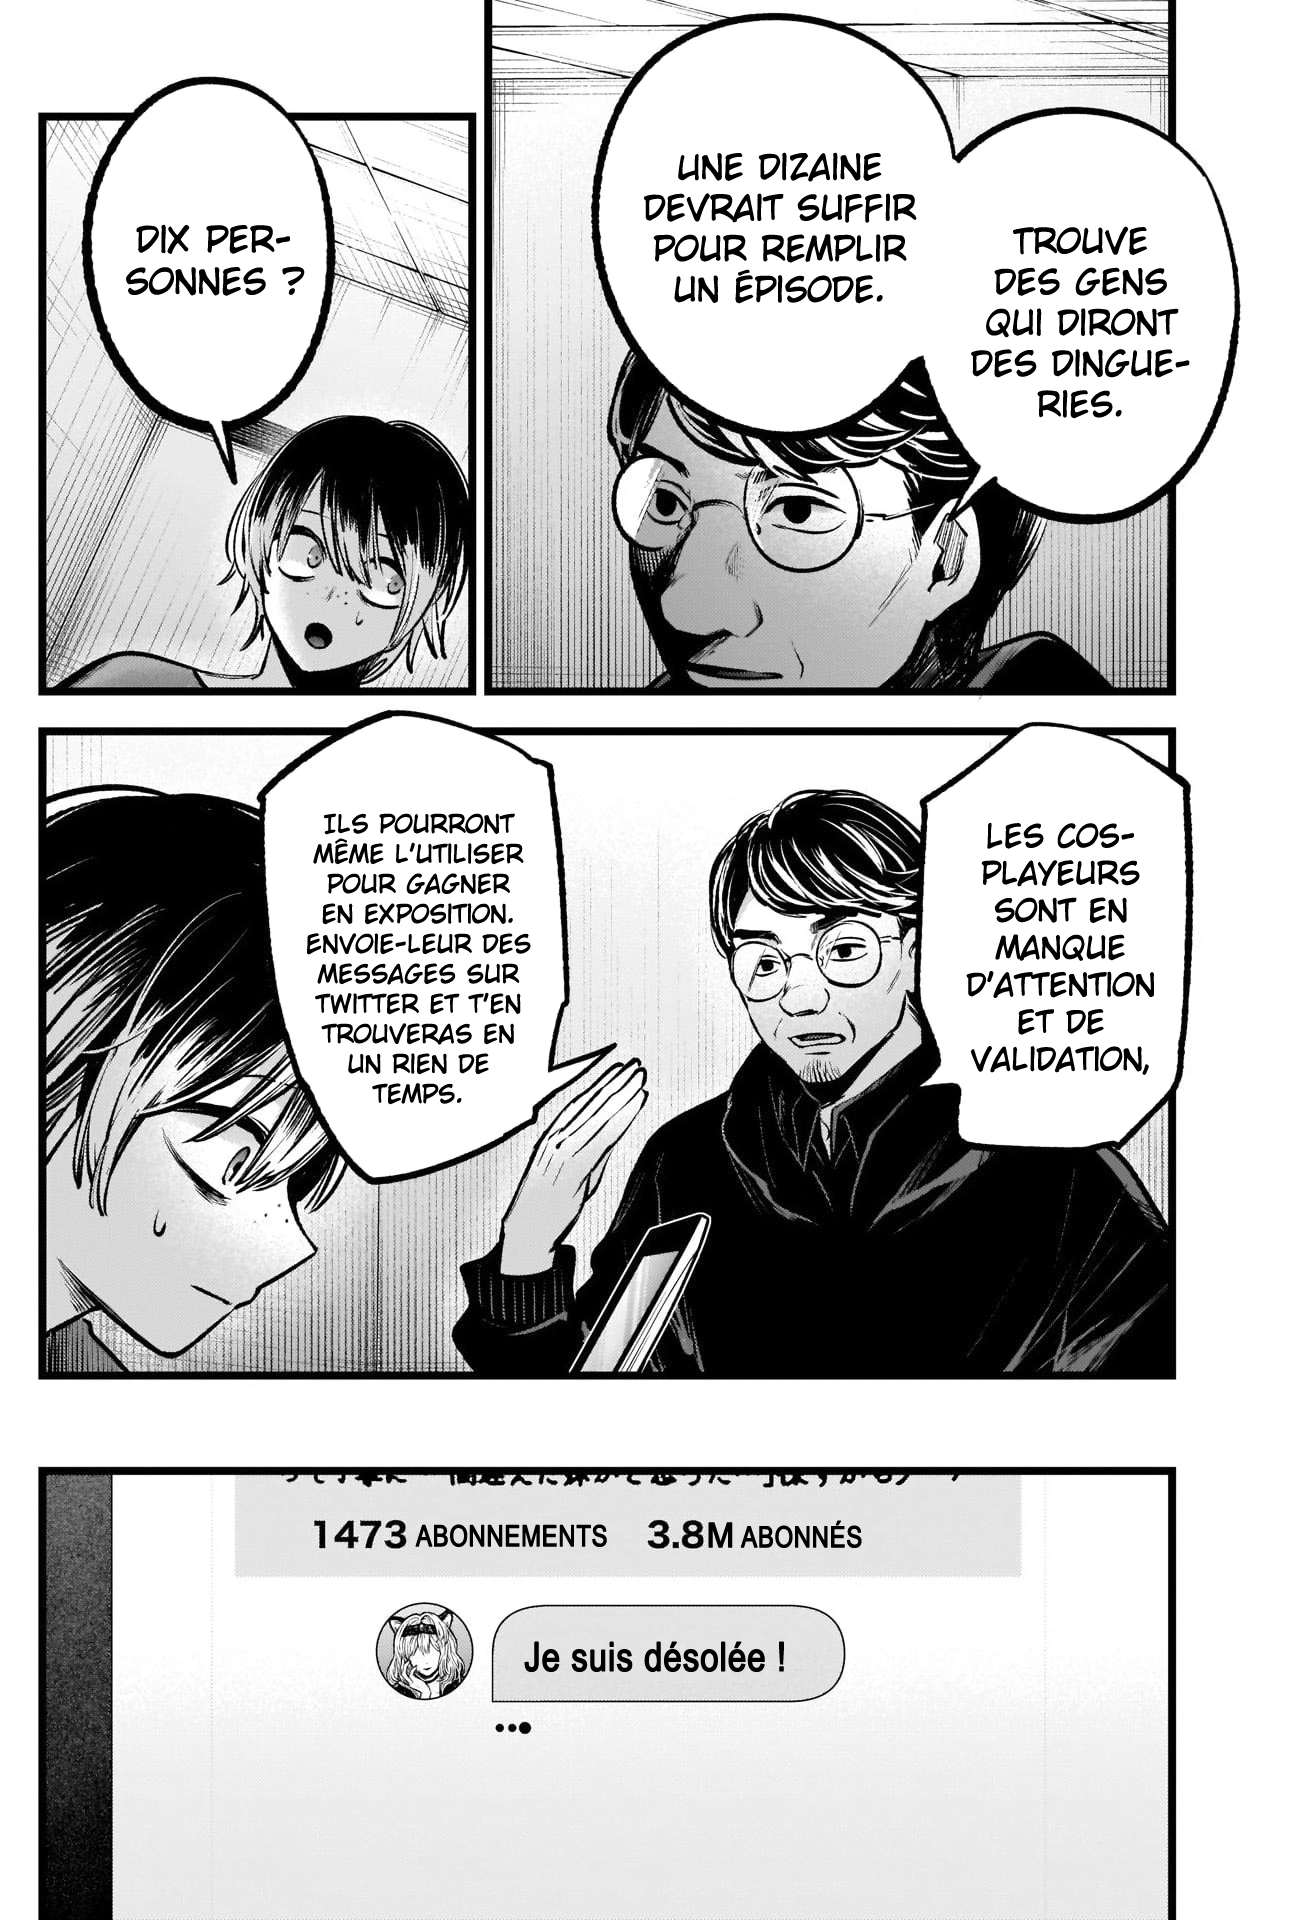 TROUVE
DES GENS
QUI DIRONT
DES DINGUE-
RIES.
UNE DIZAINE
DEVRAIT SUFFIR
POUR REMPLIR
UN ÉPISODE.
DIX PER-
SONNES ?
LES COS-
PLAYEURS
SONT EN
MANQUE
D'ATTENTION
ET DE
VALIDATION,
ILS POURRONT
MÊME L'UTILISER
POUR GAGNER
EN EXPOSITION.
ENVOIE-LEUR DES
MESSAGES SUR
TWITTER ET T'EN
TROUVERAS EN
UN RIEN DE
TEMPS.
1473 ABONNEMENTS 3.8M ABONNÉS
Je suis désolée !
•••